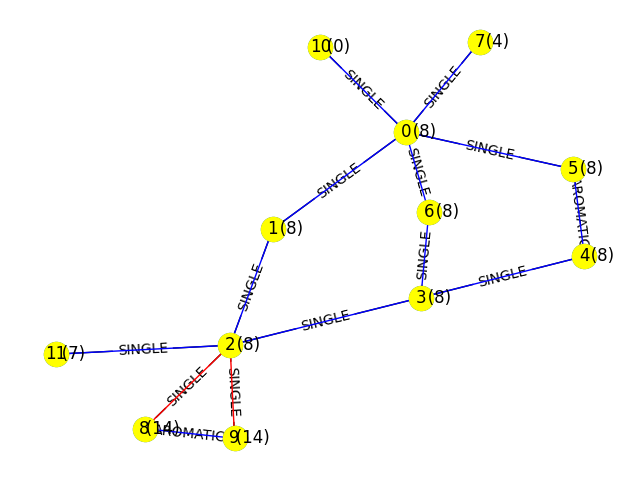 10(0)
7(4)
SINGLE
SINGLE
0(8)
SINGLE
5(8)
SINGLE
SINGLE
AROMATIC
6(8)
1(8)
SINGLE
SINGLE
4(8)
SINGLE
3(8)
SINGLE
2(8)
11(7)
SINGLE
SINGLE
SINGLE
8(14)
AROMATIC
9(14)